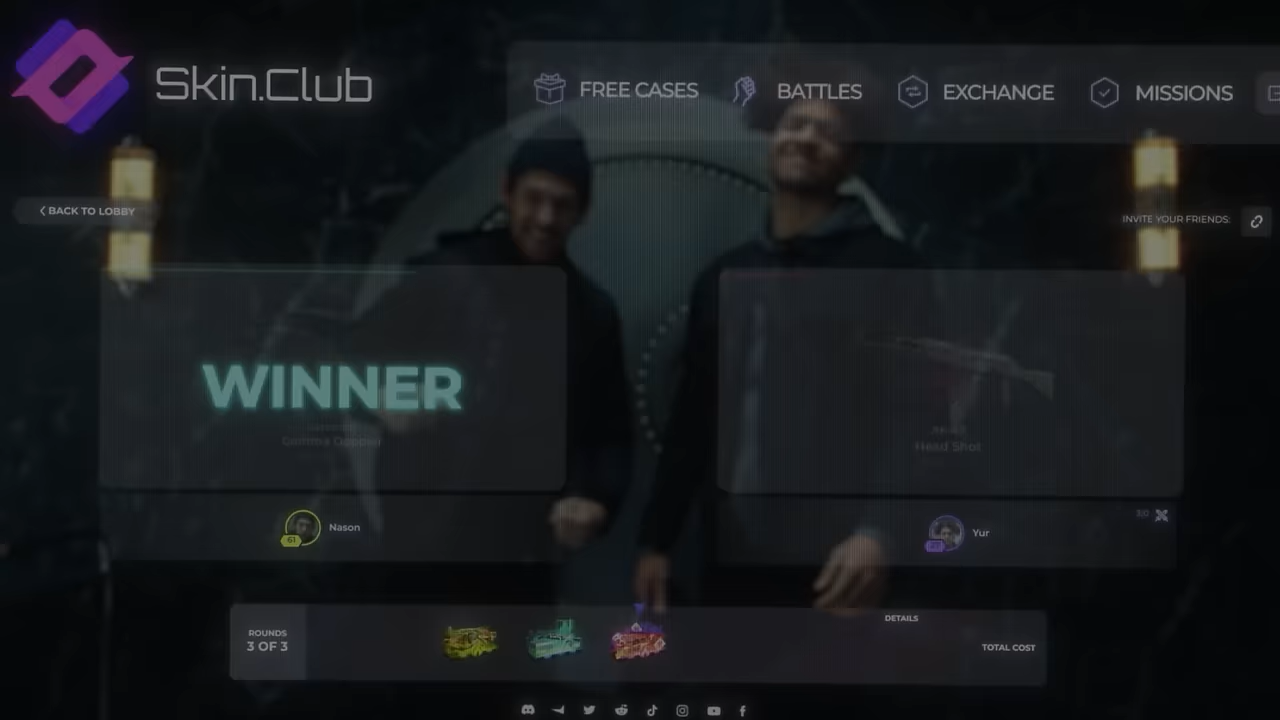 Skin.Club
FREE CASES
BATTLES
EXCHANGE
MISSIONS
BACK TO LOBBY
INVITE YOUR FRIENDS:
WINNER
Gamma Doppler
Head Shot
61
Nason
Yur
ROUNDS
3 OF 3
DETAILS
TOTAL COST